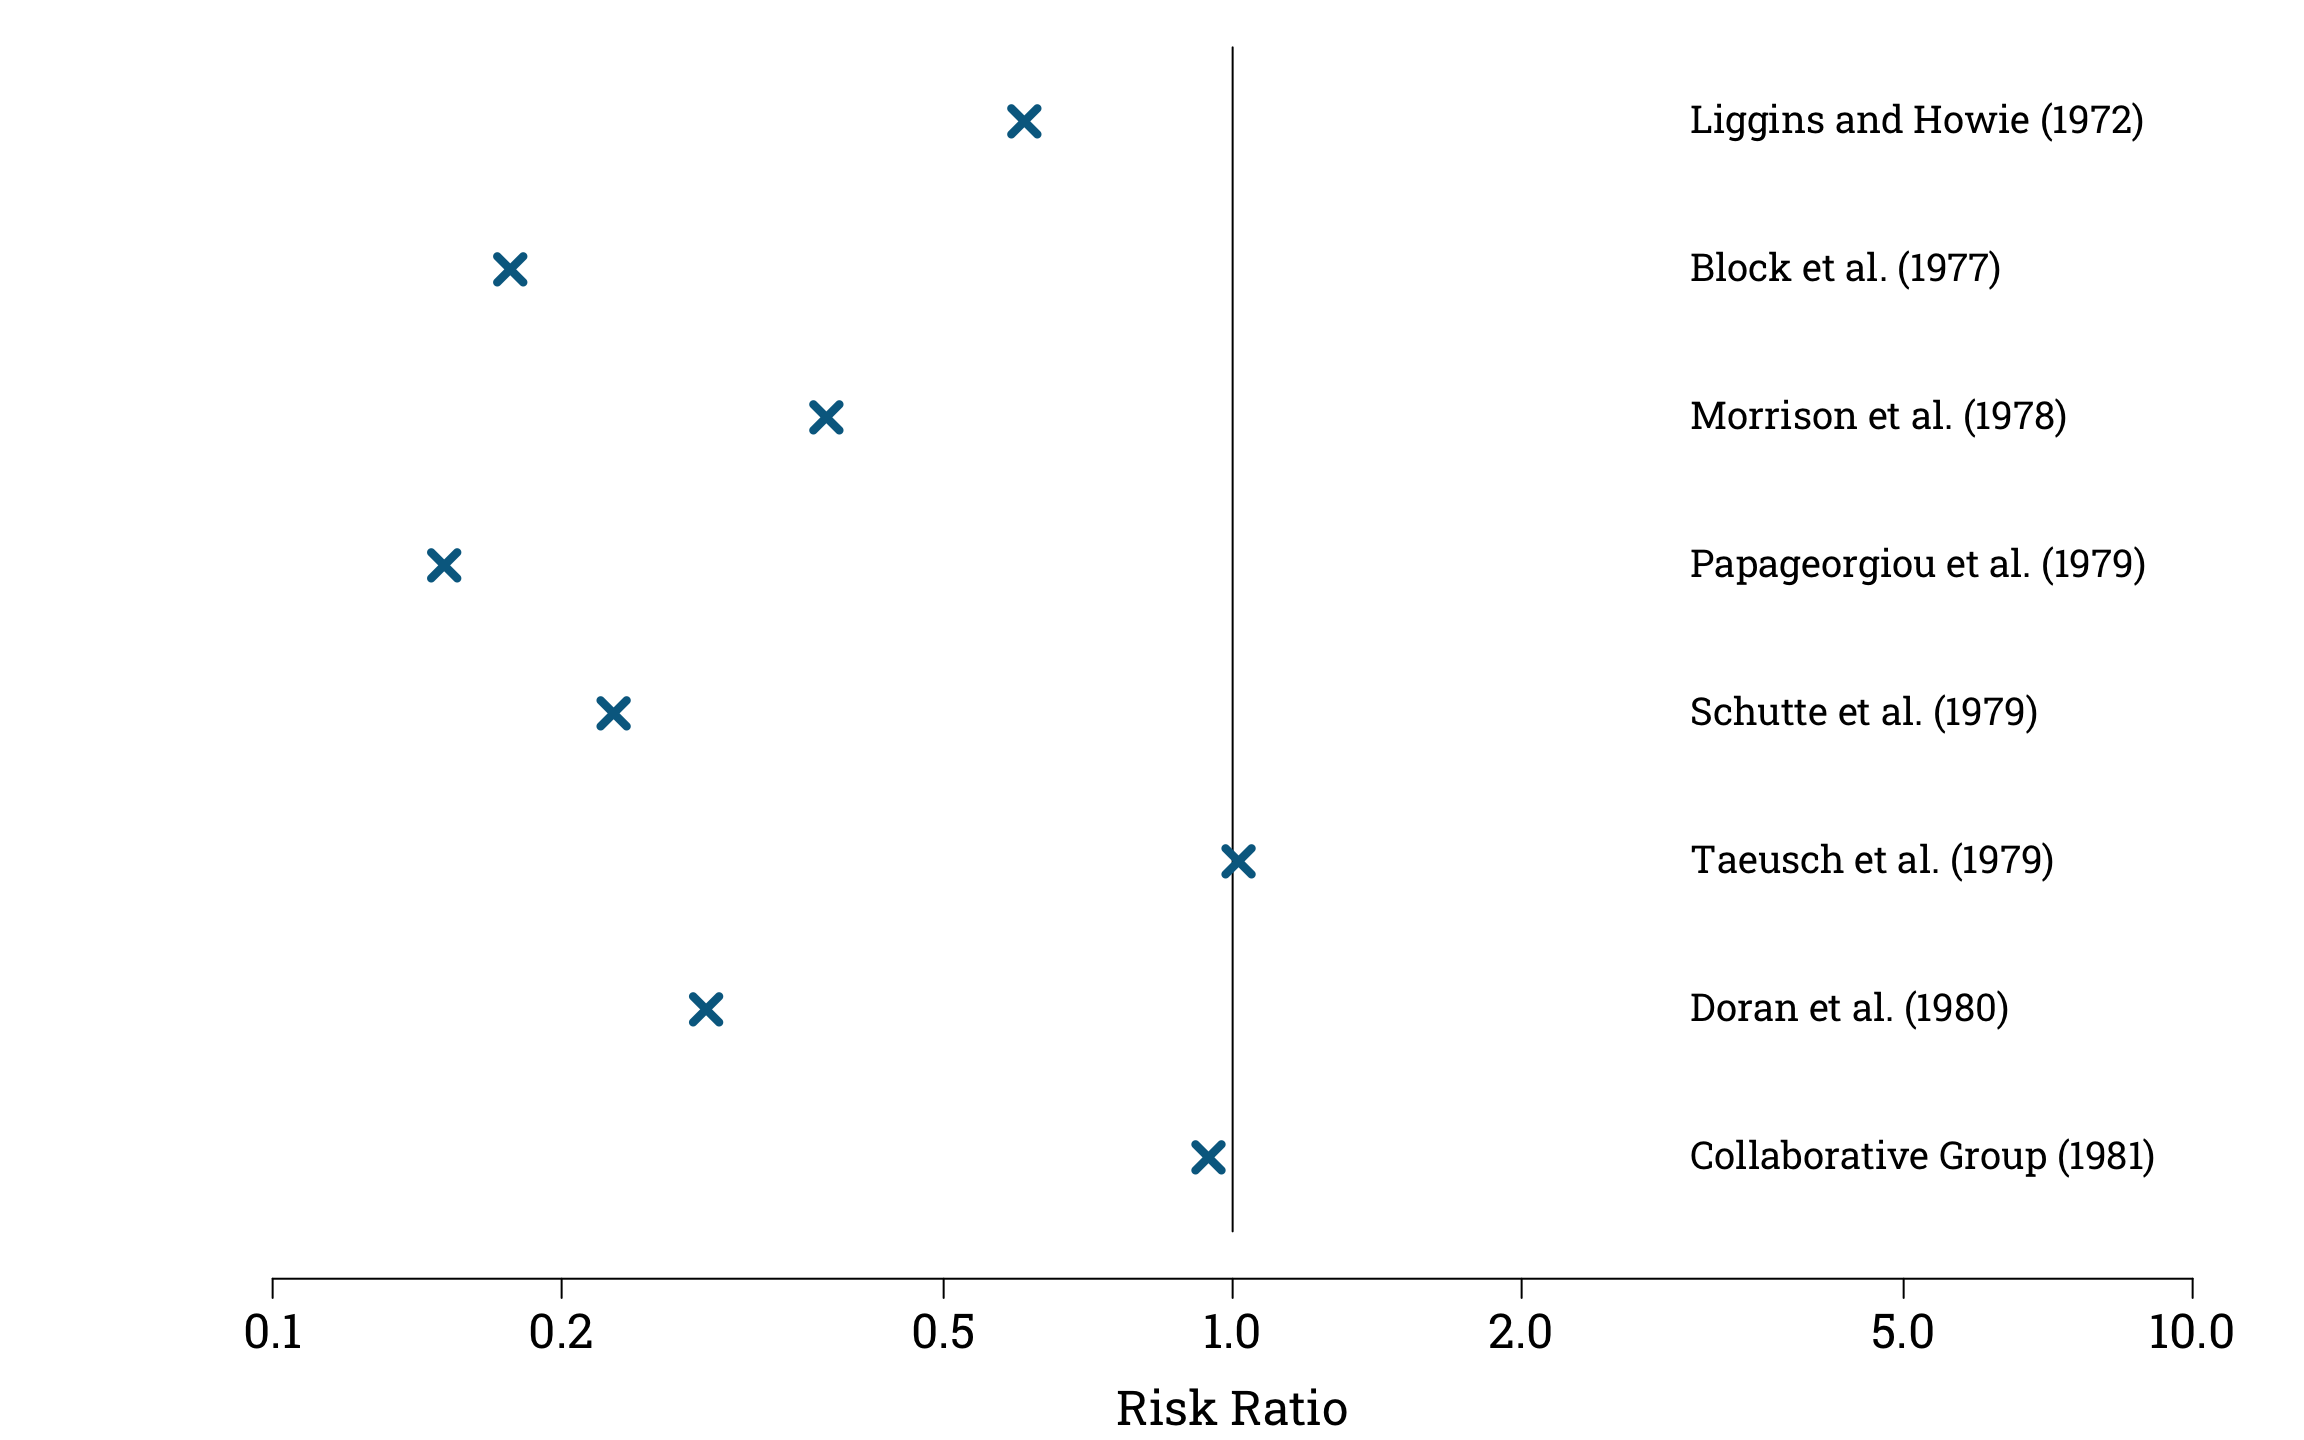 Liggins and Howie (1972)
Block et al. (1977)
Morrison et al. (1978)
Papageorgiou et al. (1979)
Schutte et al. (1979)
Taeusch et al. (1979)
Doran et al. (1980)
Collaborative Group (1981)
0.1 0.2 0.5 1.0 2.0 5.0 10.0
Risk Ratio